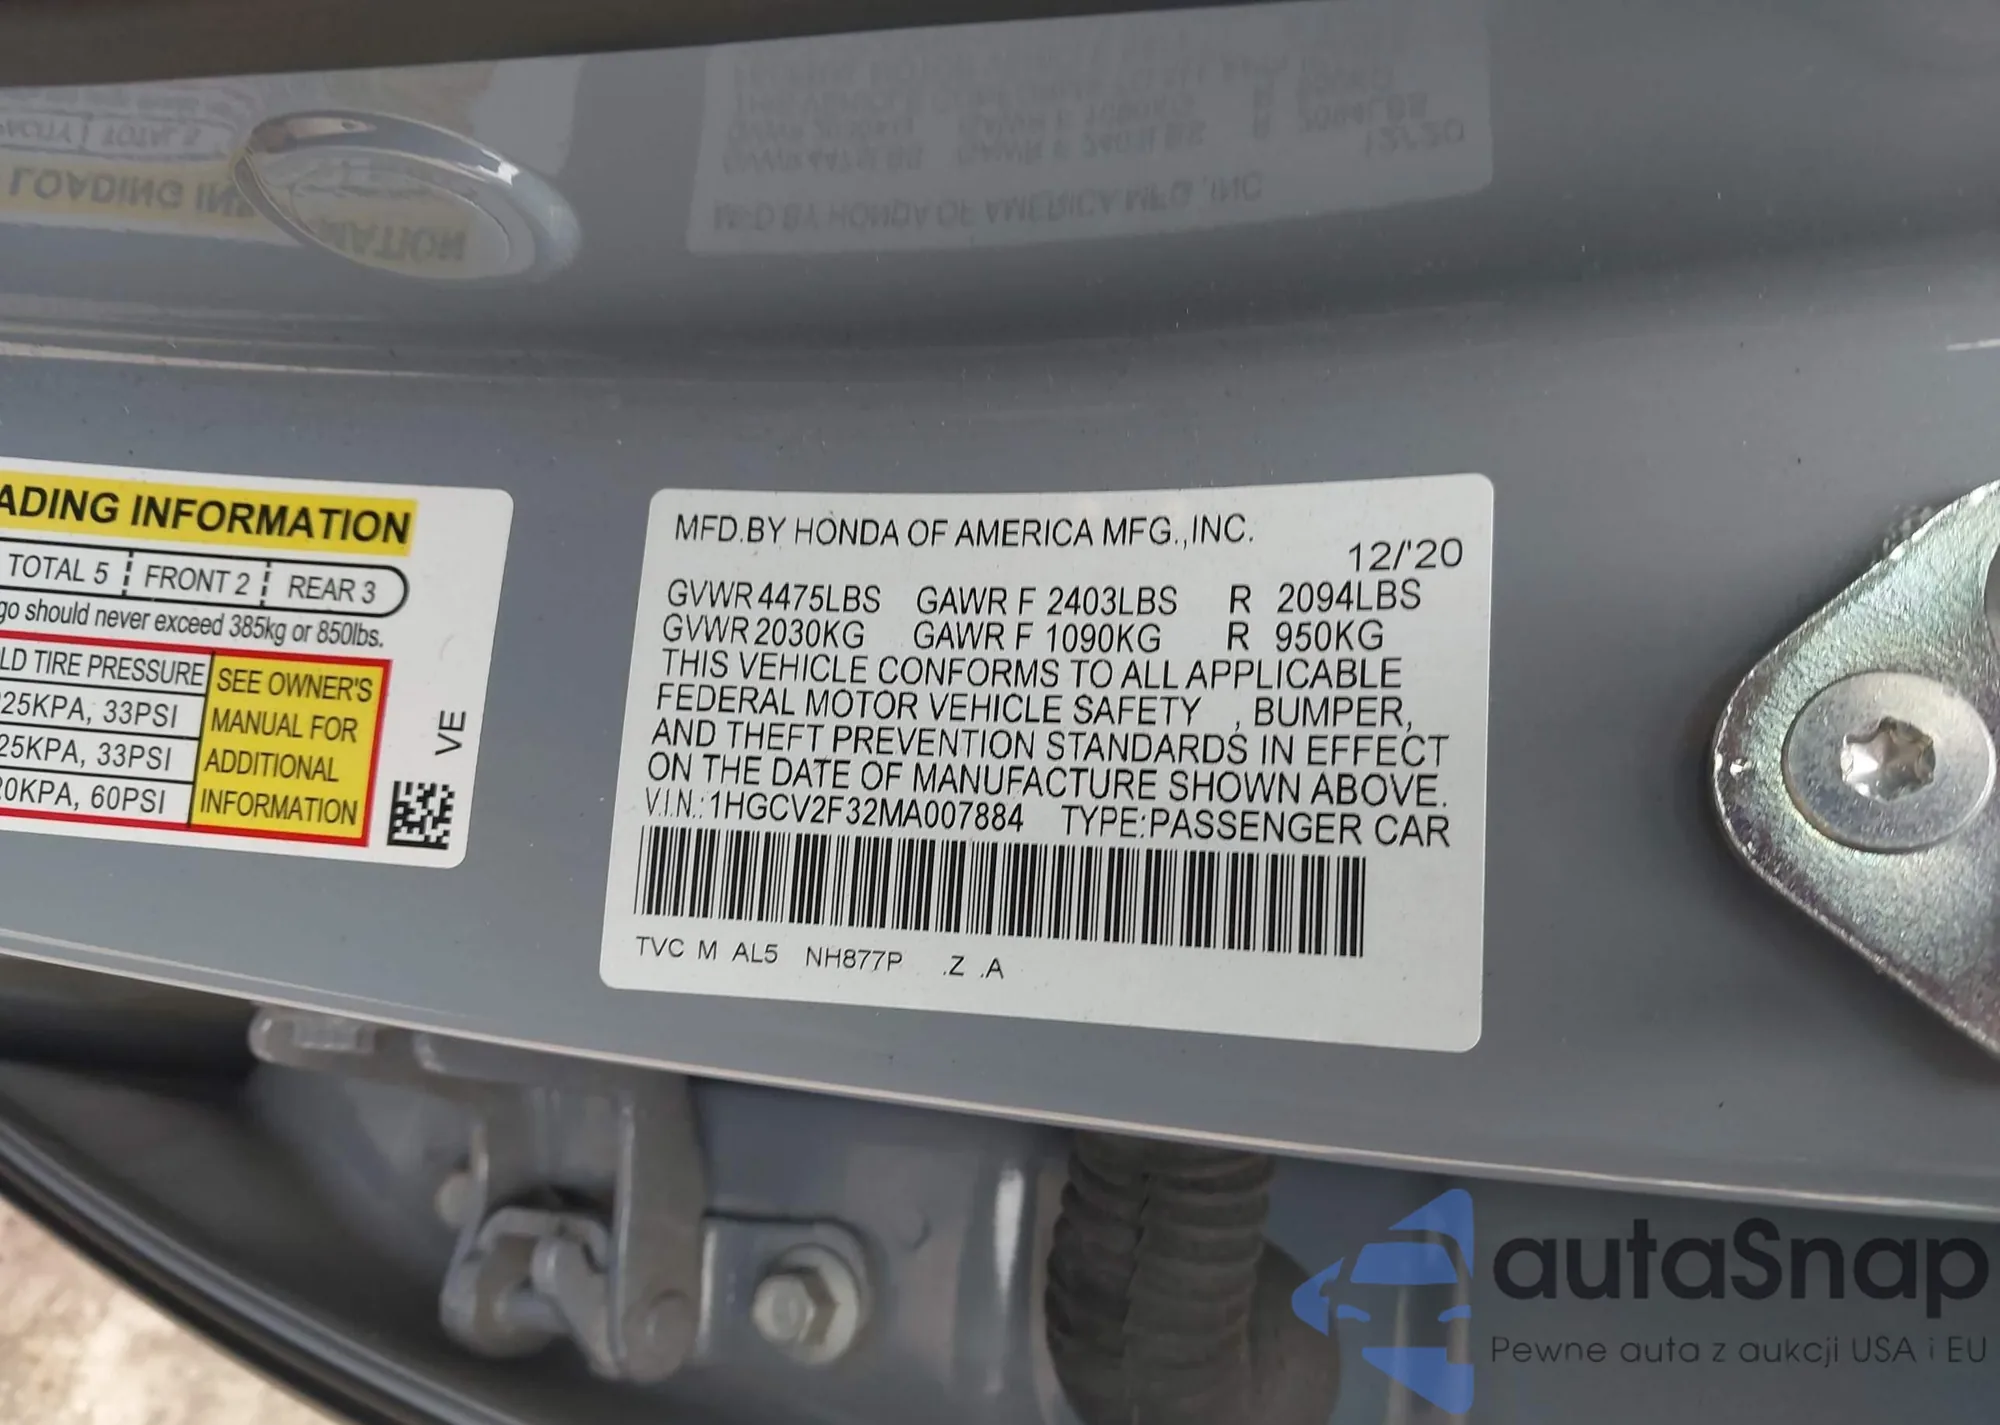 ADING INFORMATION
TOTAL 5 FRONT 2 REAR 3
go should never exceed 385kg or 850lbs.
LD TIRE PRESSURE
25KPA, 33PSI
25KPA, 33PSI
20KPA, 60PSI
SEE OWNER'S
MANUAL FOR
ADDITIONAL
INFORMATION
VE
MFD.BY HONDA OF AMERICA MFG.,INC.
12/'20
GVWR 4475LBS GAWR F 2403LBS R 2094LBS
GVWR 2030KG GAWR F 1090KG R 950KG
THIS VEHICLE CONFORMS TO ALL APPLICABLE
FEDERAL MOTOR VEHICLE SAFETY , BUMPER,
AND THEFT PREVENTION STANDARDS IN EFFECT
ON THE DATE OF MANUFACTURE SHOWN ABOVE.
V.I.N.: 1HGCV2F32MA007884 TYPE:PASSENGER CAR
TVC M AL5 NH877P .Z .A
autaSnap
Pewne auta z aukcji USA i EU